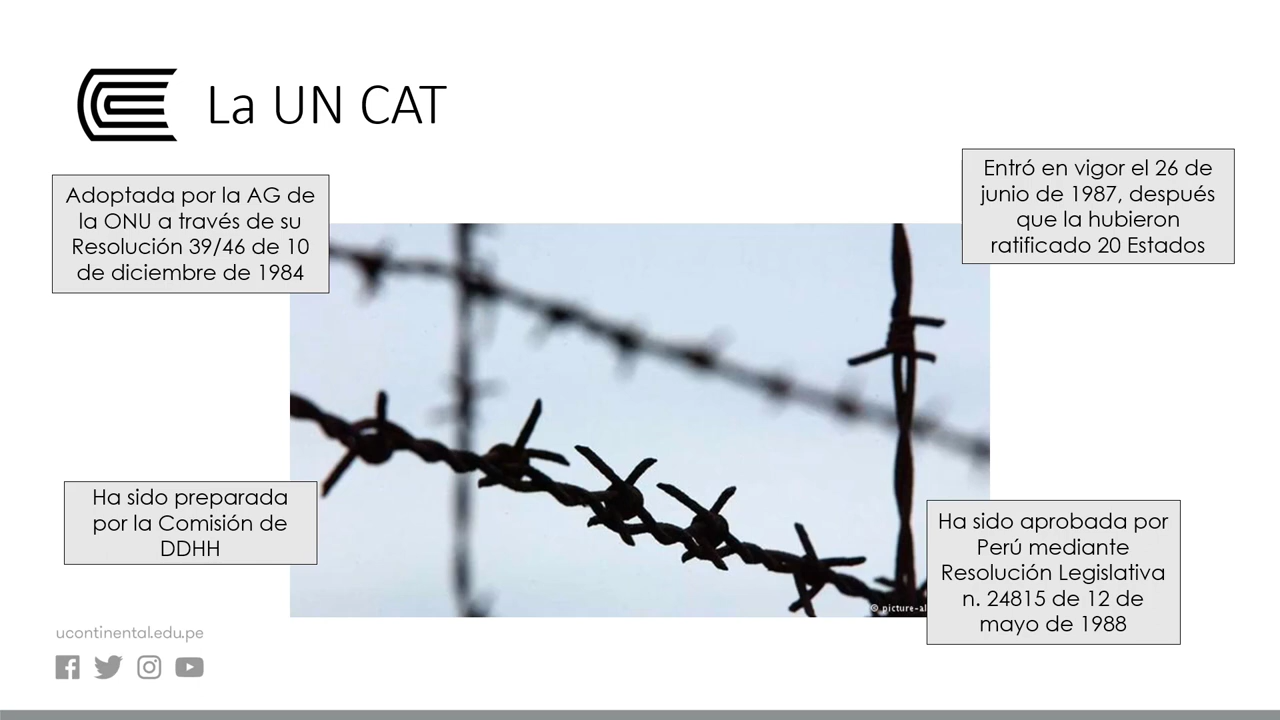 La UN CAT
Adoptada por la AG de
la ONU a través de su
Resolución 39/46 de 10
de diciembre de 1984
Entró en vigor el 26 de
junio de 1987, después
que la hubieron
ratificado 20 Estados
Ha sido preparada
por la Comisión de
DDHH
Ha sido aprobada por
Perú mediante
Resolución Legislativa
n. 24815 de 12 de
mayo de 1988
© picture-al
ucontinental.edu.pe